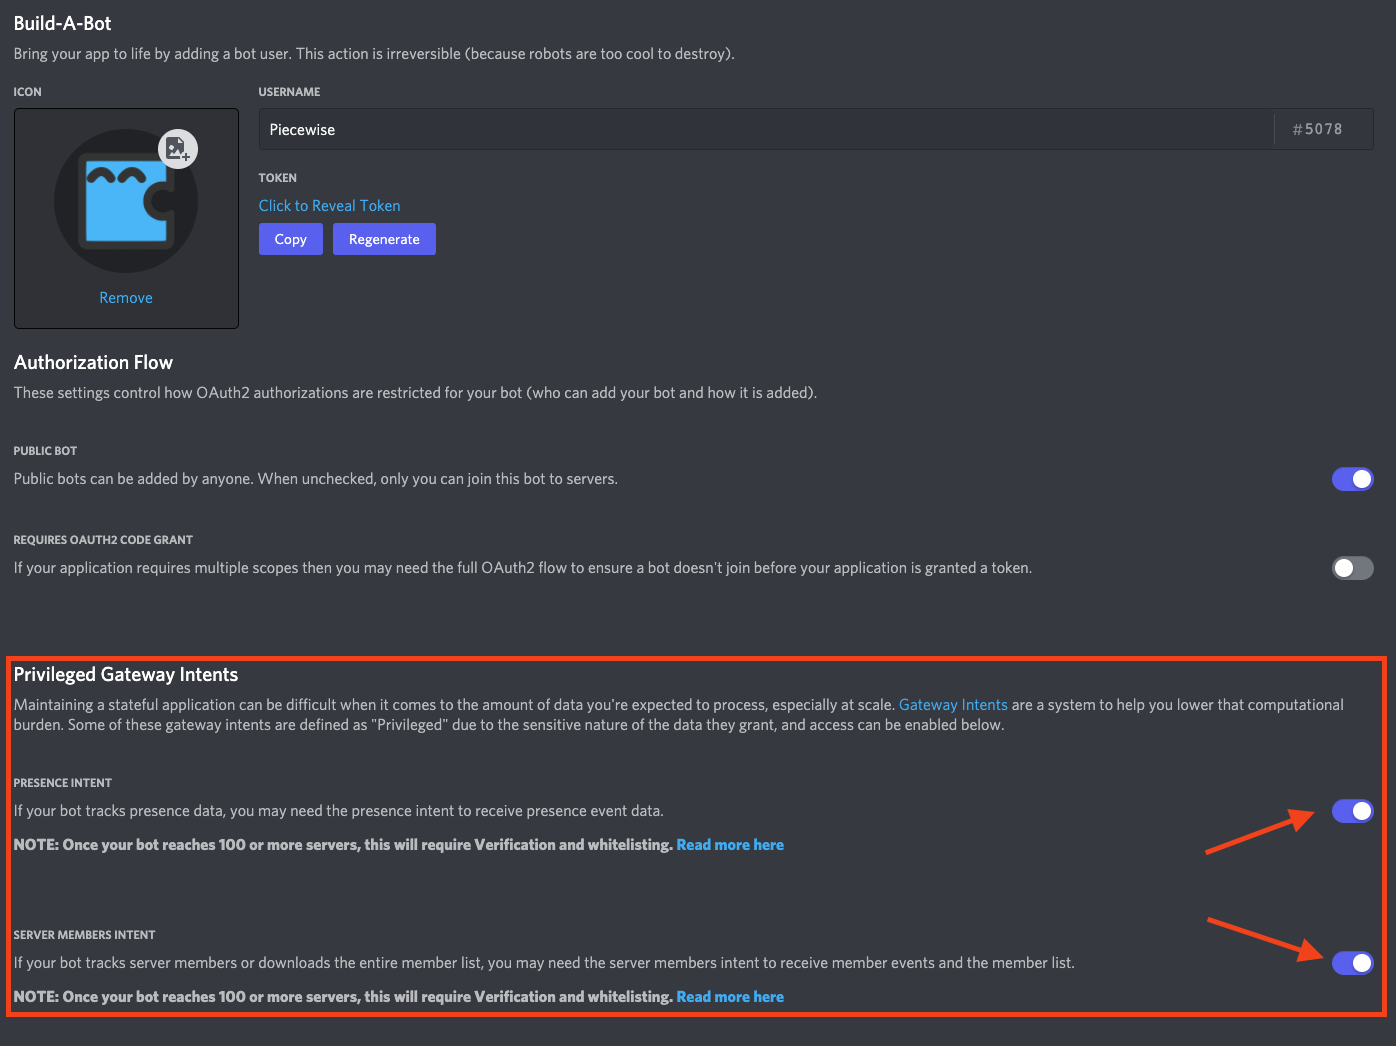 Build-A-Bot
Bring your app to life by adding a bot user. This action is irreversible (because robots are too cool to destroy).
ICON
USERNAME
Piecewise
#5078
TOKEN
Click to Reveal Token
Copy
Regenerate
Remove
Authorization Flow
These settings control how OAuth2 authorizations are restricted for your bot (who can add your bot and how it is added).
PUBLIC BOT
Public bots can be added by anyone. When unchecked, only you can join this bot to servers.
REQUIRES OAUTH2 CODE GRANT
If your application requires multiple scopes then you may need the full OAuth2 flow to ensure a bot doesn't join before your application is granted a token.
Privileged Gateway Intents
Maintaining a stateful application can be difficult when it comes to the amount of data you're expected to process, especially at scale. Gateway Intents are a system to help you lower that computational
burden. Some of these gateway intents are defined as "Privileged" due to the sensitive nature of the data they grant, and access can be enabled below.
PRESENCE INTENT
If your bot tracks presence data, you may need the presence intent to receive presence event data.
NOTE: Once your bot reaches 100 or more servers, this will require Verification and whitelisting. Read more here
SERVER MEMBERS INTENT
If your bot tracks server members or downloads the entire member list, you may need the server members intent to receive member events and the member list.
NOTE: Once your bot reaches 100 or more servers, this will require Verification and whitelisting. Read more here